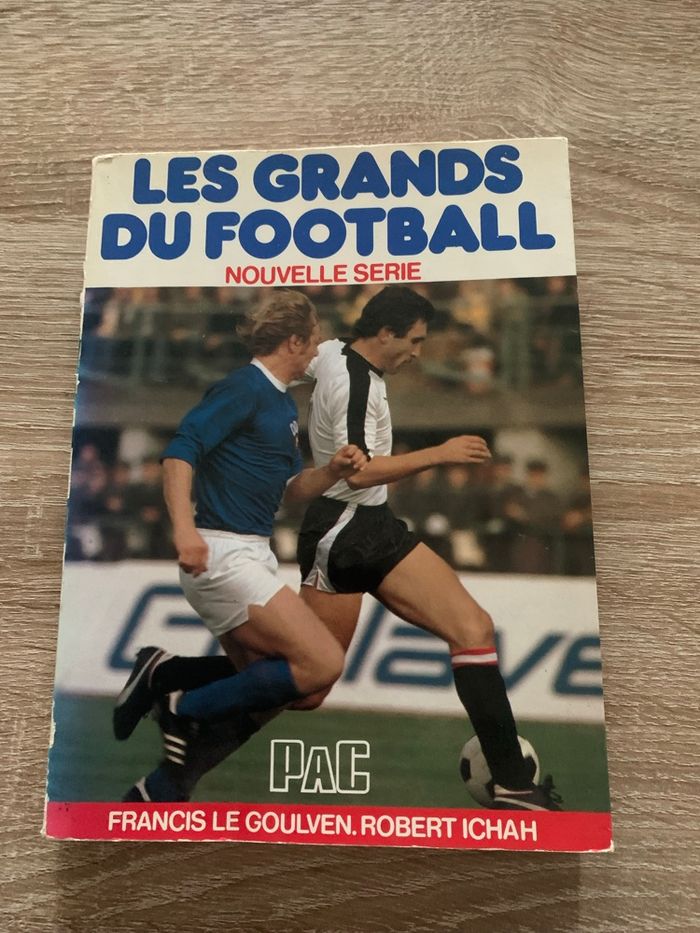 LES GRANDS
DU FOOTBALL
NOUVELLE SERIE
PAC
FRANCIS LE GOULVEN. ROBERT ICHAH